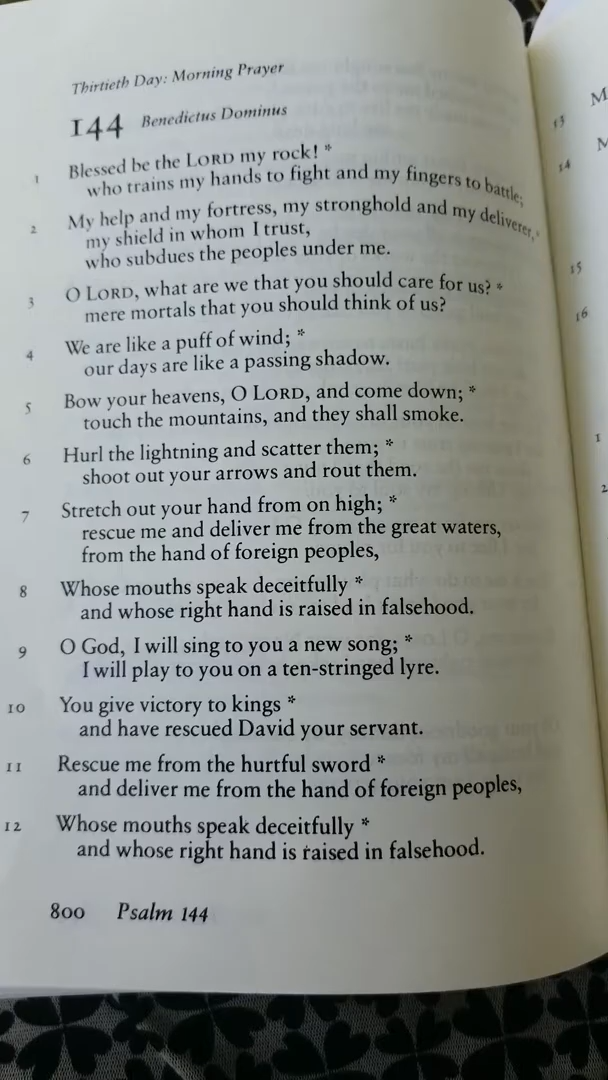 Thirtieth Day: Morning Prayer
144 Benedictus Dominus
1 Blessed be the LORD my rock! *
who trains my hands to fight and my fingers to battle;
2 My help and my fortress, my stronghold and my deliverer, *
my shield in whom I trust,
who subdues the peoples under me.
3 O LORD, what are we that you should care for us? *
mere mortals that you should think of us?
4 We are like a puff of wind; *
our days are like a passing shadow.
5 Bow your heavens, O LORD, and come down; *
touch the mountains, and they shall smoke.
6 Hurl the lightning and scatter them; *
shoot out your arrows and rout them.
7 Stretch out your hand from on high; *
rescue me and deliver me from the great waters,
from the hand of foreign peoples,
8 Whose mouths speak deceitfully *
and whose right hand is raised in falsehood.
9 O God, I will sing to you a new song; *
I will play to you on a ten-stringed lyre.
10 You give victory to kings *
and have rescued David your servant.
11 Rescue me from the hurtful sword *
and deliver me from the hand of foreign peoples,
12 Whose mouths speak deceitfully *
and whose right hand is raised in falsehood.
800 Psalm 144
13 M
14 M
15
16
1
2